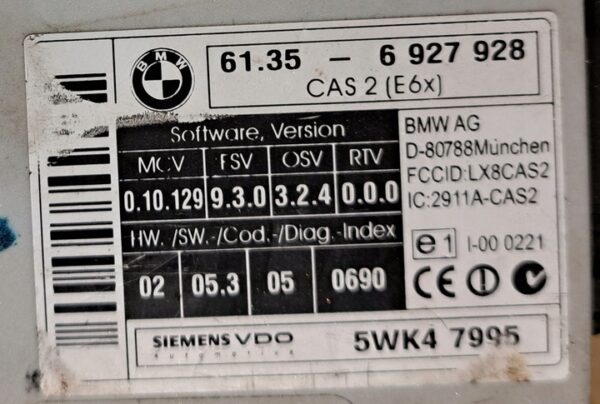 BMW
61.35 - 6 927 928
CAS 2 (E6x)
Software, Version
MCV FSV OSV RTV
0.10.129 9.3.0 3.2.4 0.0.0
HW. /SW.-/Cod.-/Diag.-Index
02 05.3 05 0690
BMW AG
D-80788München
FCCID:LX8CAS2
IC:2911A-CAS2
e1 I-00 0221
CE
SIEMENS VDO
automotive
5WK4 7995